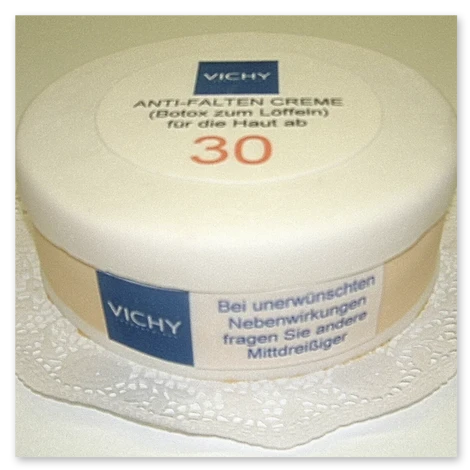 VICHY
ANTI-FALTEN CREME
(Botox zum Löffeln)
für die Haut ab
30
VICHY
Bei unerwünschten
Nebenwirkungen
fragen Sie andere
Mittdreißiger